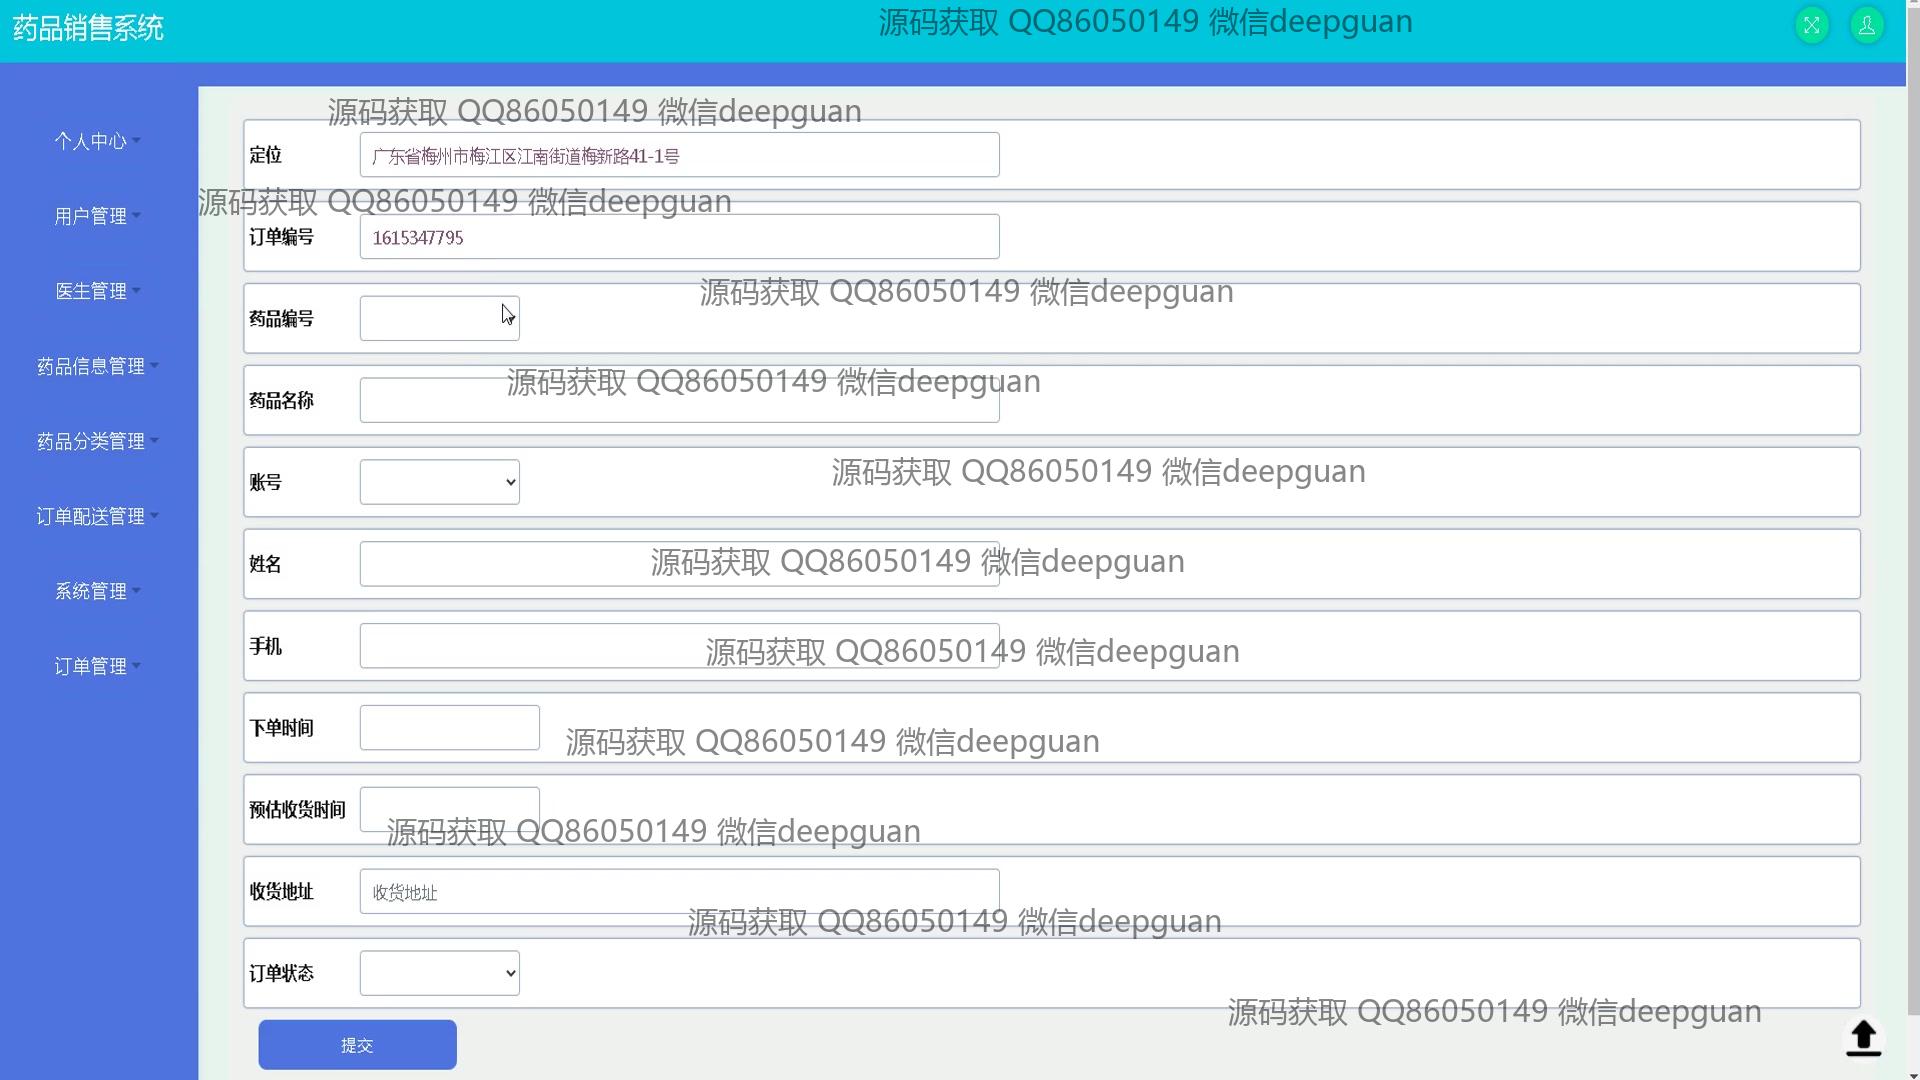 药品销售系统
源码获取 QQ86050149 微信deepguan
源码获取 QQ86050149 微信deepguan
个人中心
定位
广东省梅州市梅江区江南街道梅新路41-1号
源码获取 QQ86050149 微信deepguan
用户管理
订单编号
1615347795
医生管理
源码获取 QQ86050149 微信deepguan
药品编号
药品信息管理
源码获取 QQ86050149 微信deepguan
药品名称
药品分类管理
源码获取 QQ86050149 微信deepguan
账号
订单配送管理
源码获取 QQ86050149 微信deepguan
姓名
系统管理
源码获取 QQ86050149 微信deepguan
手机
订单管理
下单时间
源码获取 QQ86050149 微信deepguan
预估收货时间
源码获取 QQ86050149 微信deepguan
收货地址
收货地址
源码获取 QQ86050149 微信deepguan
订单状态
源码获取 QQ86050149 微信deepguan
提交